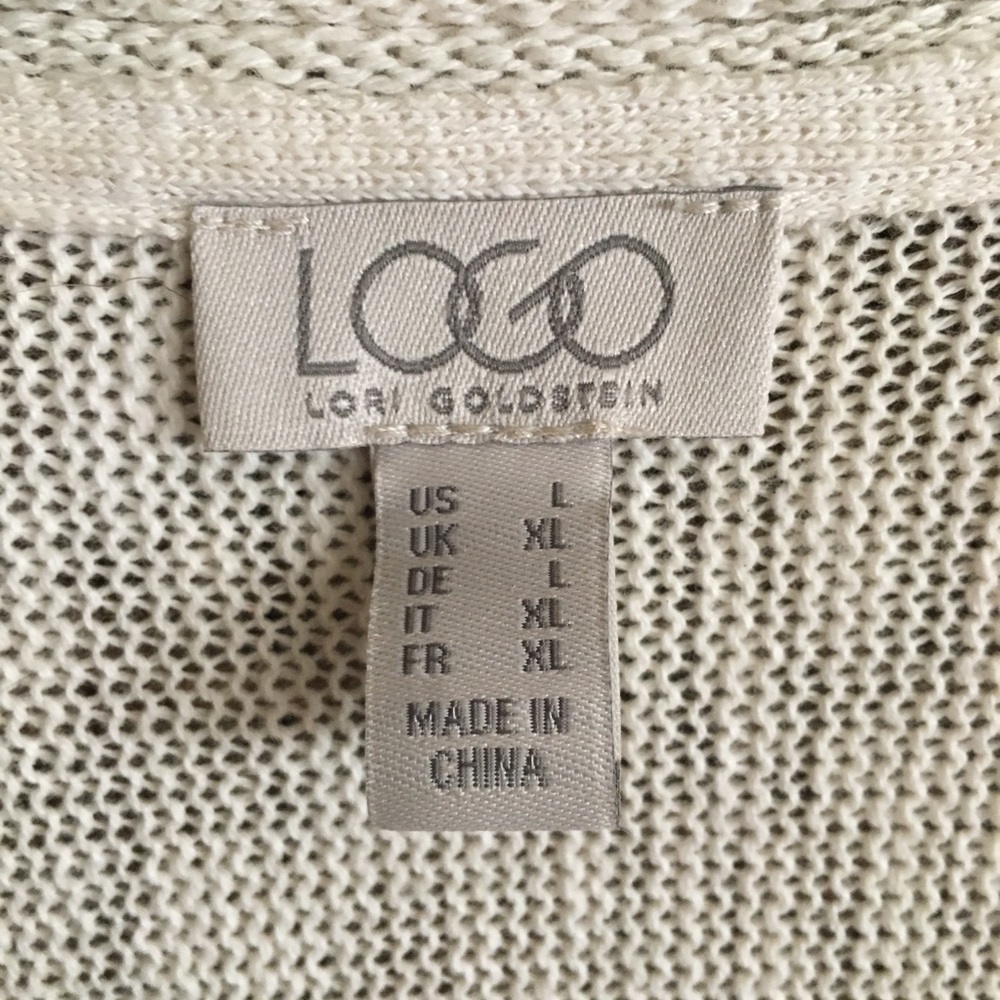 LOGO
LORI GOLDSTEIN
US L
UK XL
DE L
IT XL
FR XL
MADE IN
CHINA